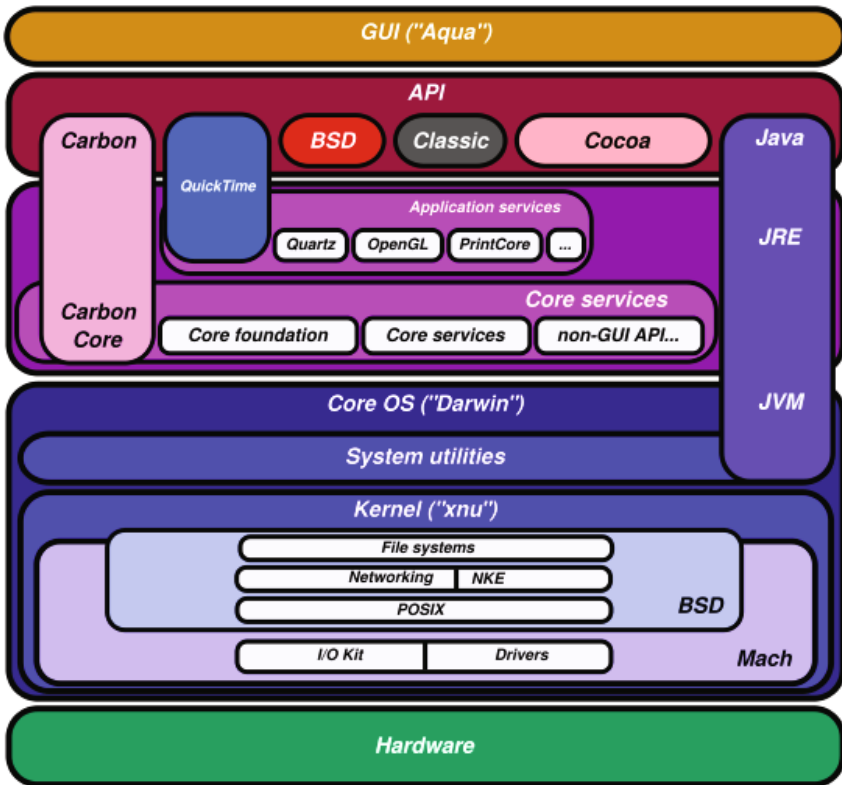 GUI ("Aqua")
API
Carbon
QuickTime
BSD
Classic
Cocoa
Java
Application services
Quartz
OpenGL
PrintCore
...
JRE
Core services
Carbon
Core
Core foundation
Core services
non-GUI API...
Core OS ("Darwin")
JVM
System utilities
Kernel ("xnu")
File systems
Networking
NKE
POSIX
BSD
I/O Kit
Drivers
Mach
Hardware